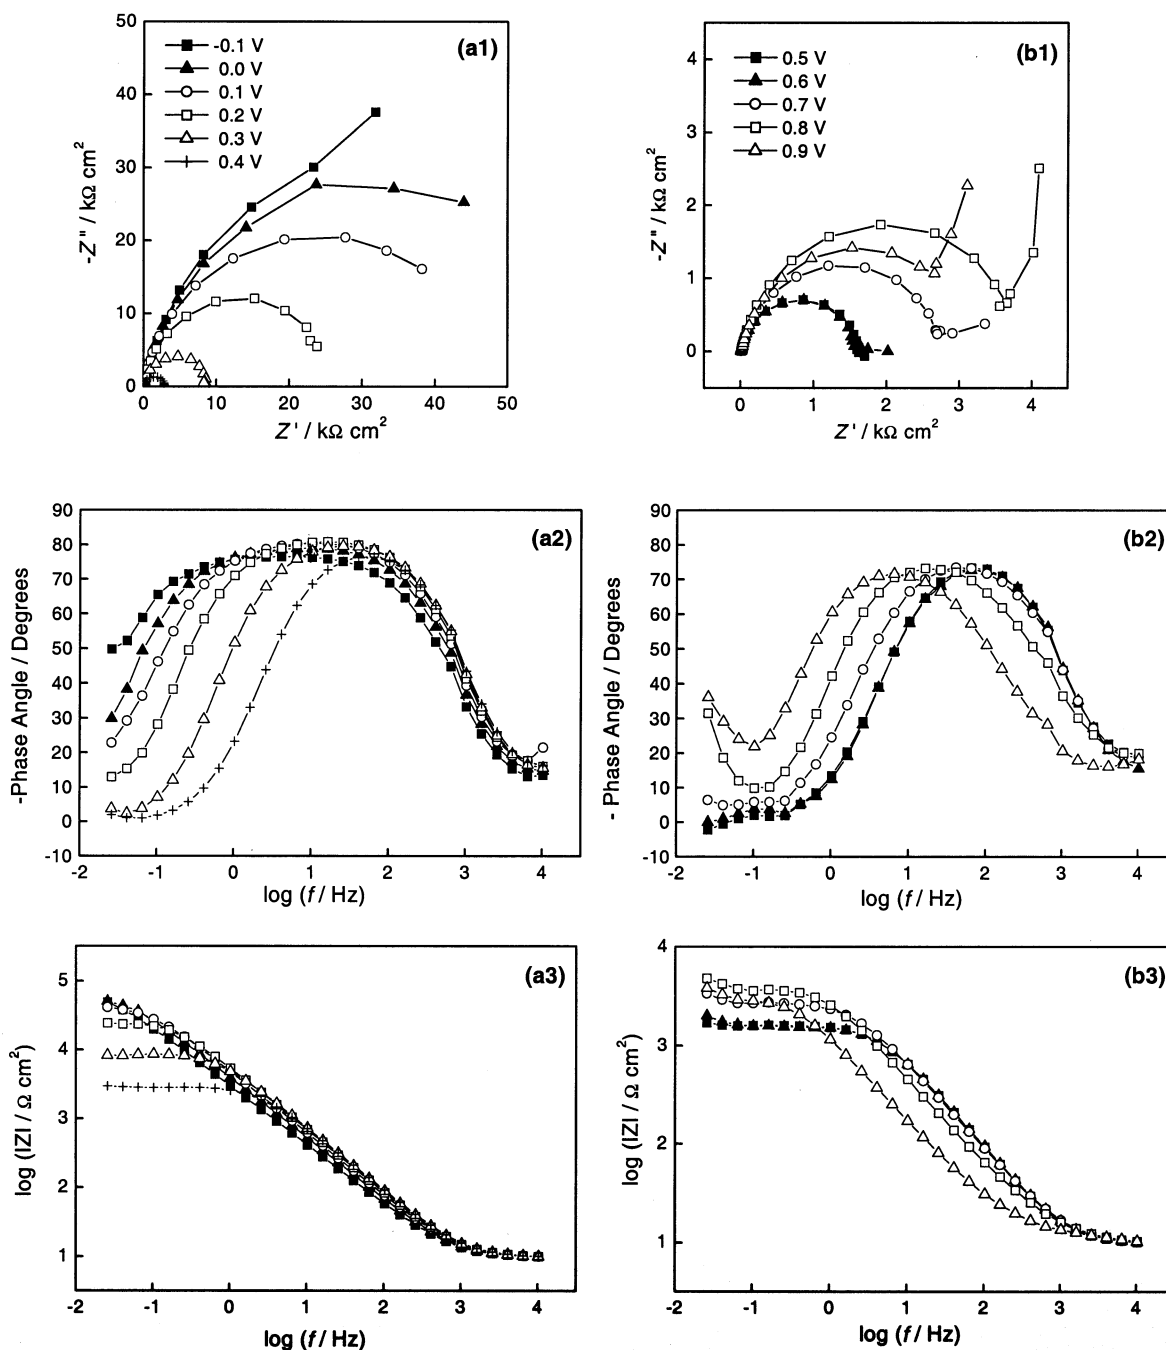 (a1)
-0.1 V
0.0 V
0.1 V
0.2 V
0.3 V
0.4 V
50
40
30
20
10
0
-Z" / kΩ cm²
0 10 20 30 40 50
Z' / kΩ cm²
(b1)
0.5 V
0.6 V
0.7 V
0.8 V
0.9 V
4
3
2
1
0
-Z" / kΩ cm²
0 1 2 3 4
Z' / kΩ cm²
(a2)
90
80
70
60
50
40
30
20
10
0
-10
-Phase Angle / Degrees
-2 -1 0 1 2 3 4
log (f / Hz)
(b2)
90
80
70
60
50
40
30
20
10
0
-10
- Phase Angle / Degrees
-2 -1 0 1 2 3 4
log (f / Hz)
(a3)
5
4
3
2
1
log (IZI / Ω cm²)
-2 -1 0 1 2 3 4
log (f / Hz)
(b3)
4
3
2
1
log (IZI / Ω cm²)
-2 -1 0 1 2 3 4
log (f / Hz)